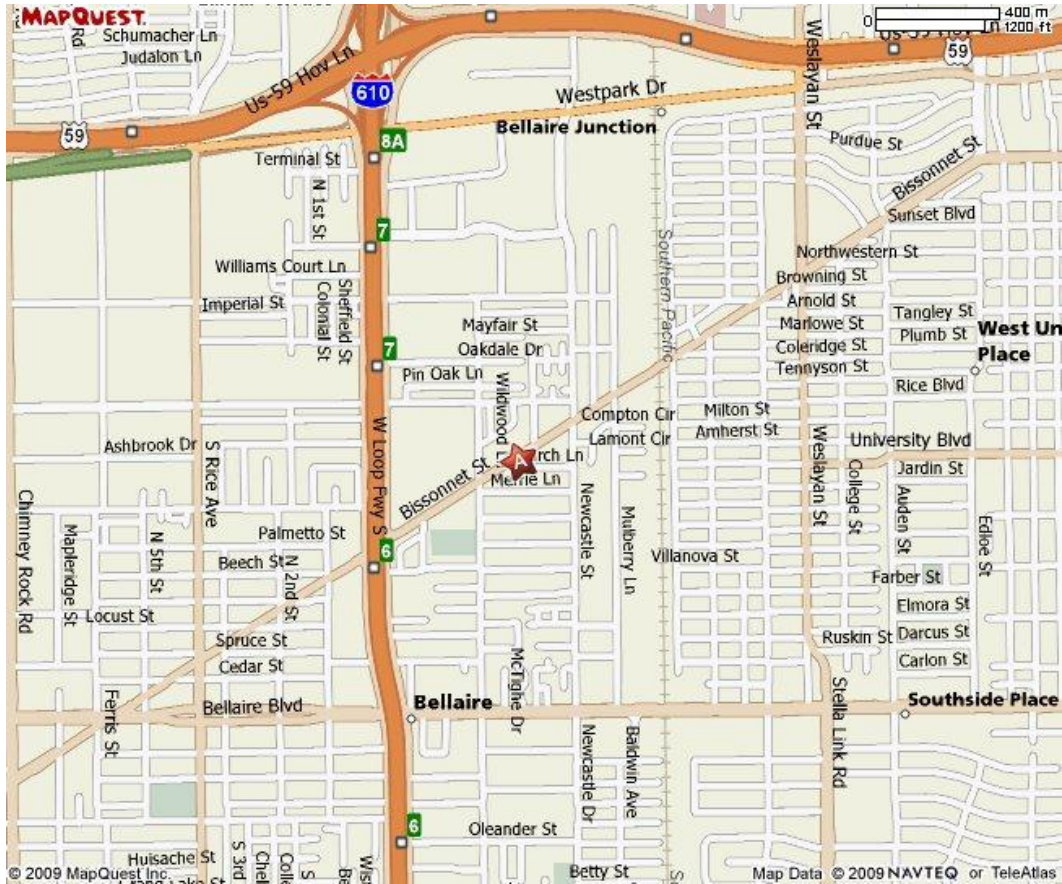 MAPQUEST
400 m
0
1200 ft
Schumacher Ln
Judalon Ln
Us-59 Hov Ln
59
Us-59 Hov Ln
59
610
Weslayan St
Westpark Dr
Bellaire Junction
8A
Purdue St
Bissonnet St
Terminal St
N 1st St
Sunset Blvd
7
Southern Pacific
Northwestern St
Williams Court Ln
Browning St
Sheffield St
Colonial St
Imperial St
Arnold St
Tangley St
Mayfair St
Marlowe St
Plumb St
West Un
Place
Oakdale Dr
Coleridge St
7
Tennyson St
Pin Oak Ln
Wildwood
Rice Blvd
Compton Cir
Milton St
W Loop Fwy S
Lamont Cir
Amherst St
University Blvd
Ashbrook Dr
S Rice Ave
A
rch Ln
Merrie Ln
Weslayan St
College St
Jardin St
Bissonnet St
Chimney Rock Rd
Newcastle St
Mulberry Ln
Auden St
Edloe St
Mapleridge St
N 5th St
Palmetto St
6
Beech St
N 2nd St
Villanova St
Farber St
Locust St
Elmora St
Spruce St
Ruskin St
Darcus St
Cedar St
McTighe Dr
Carlon St
Ferris St
Bellaire Blvd
Bellaire
Stella Link Rd
Southside Place
Newcastle Dr
Baldwin Ave
6
Oleander St
Huisache St
S 3rd
Betty St
© 2009 MapQuest Inc.
Map Data © 2009 NAVTEQ or TeleAtlas